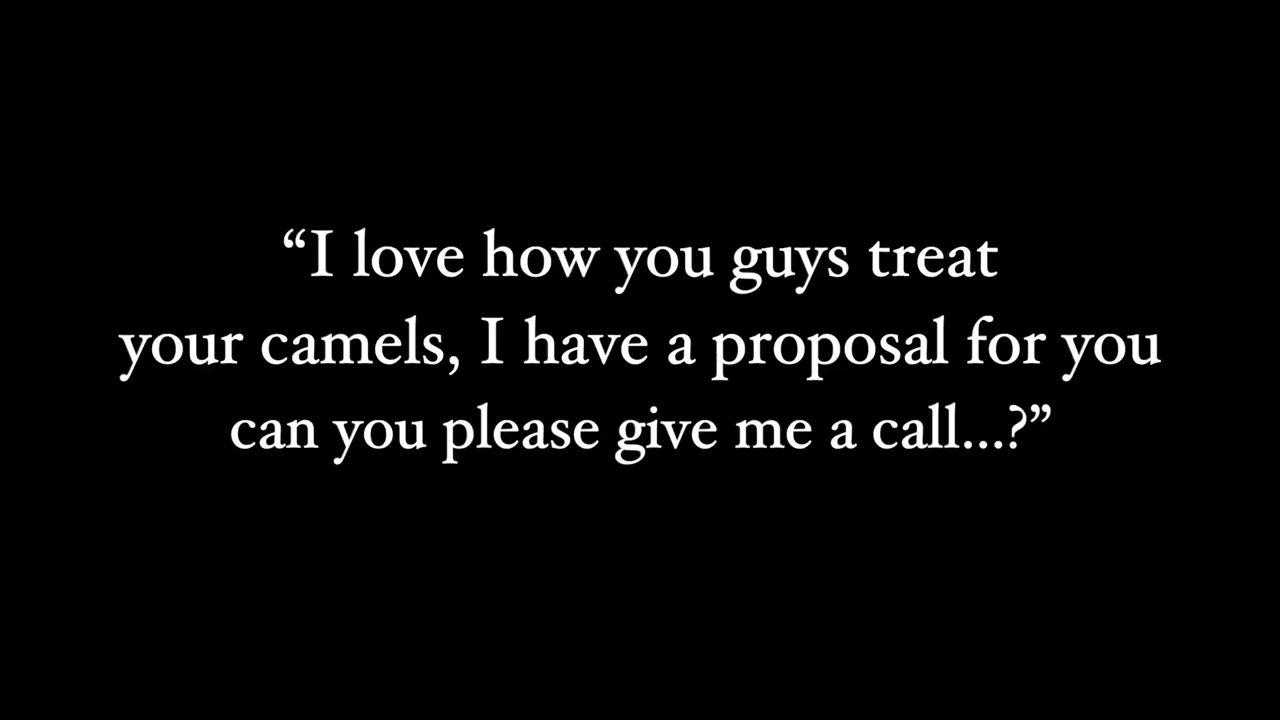 “I love how you guys treat
your camels, I have a proposal for you
can you please give me a call...?”